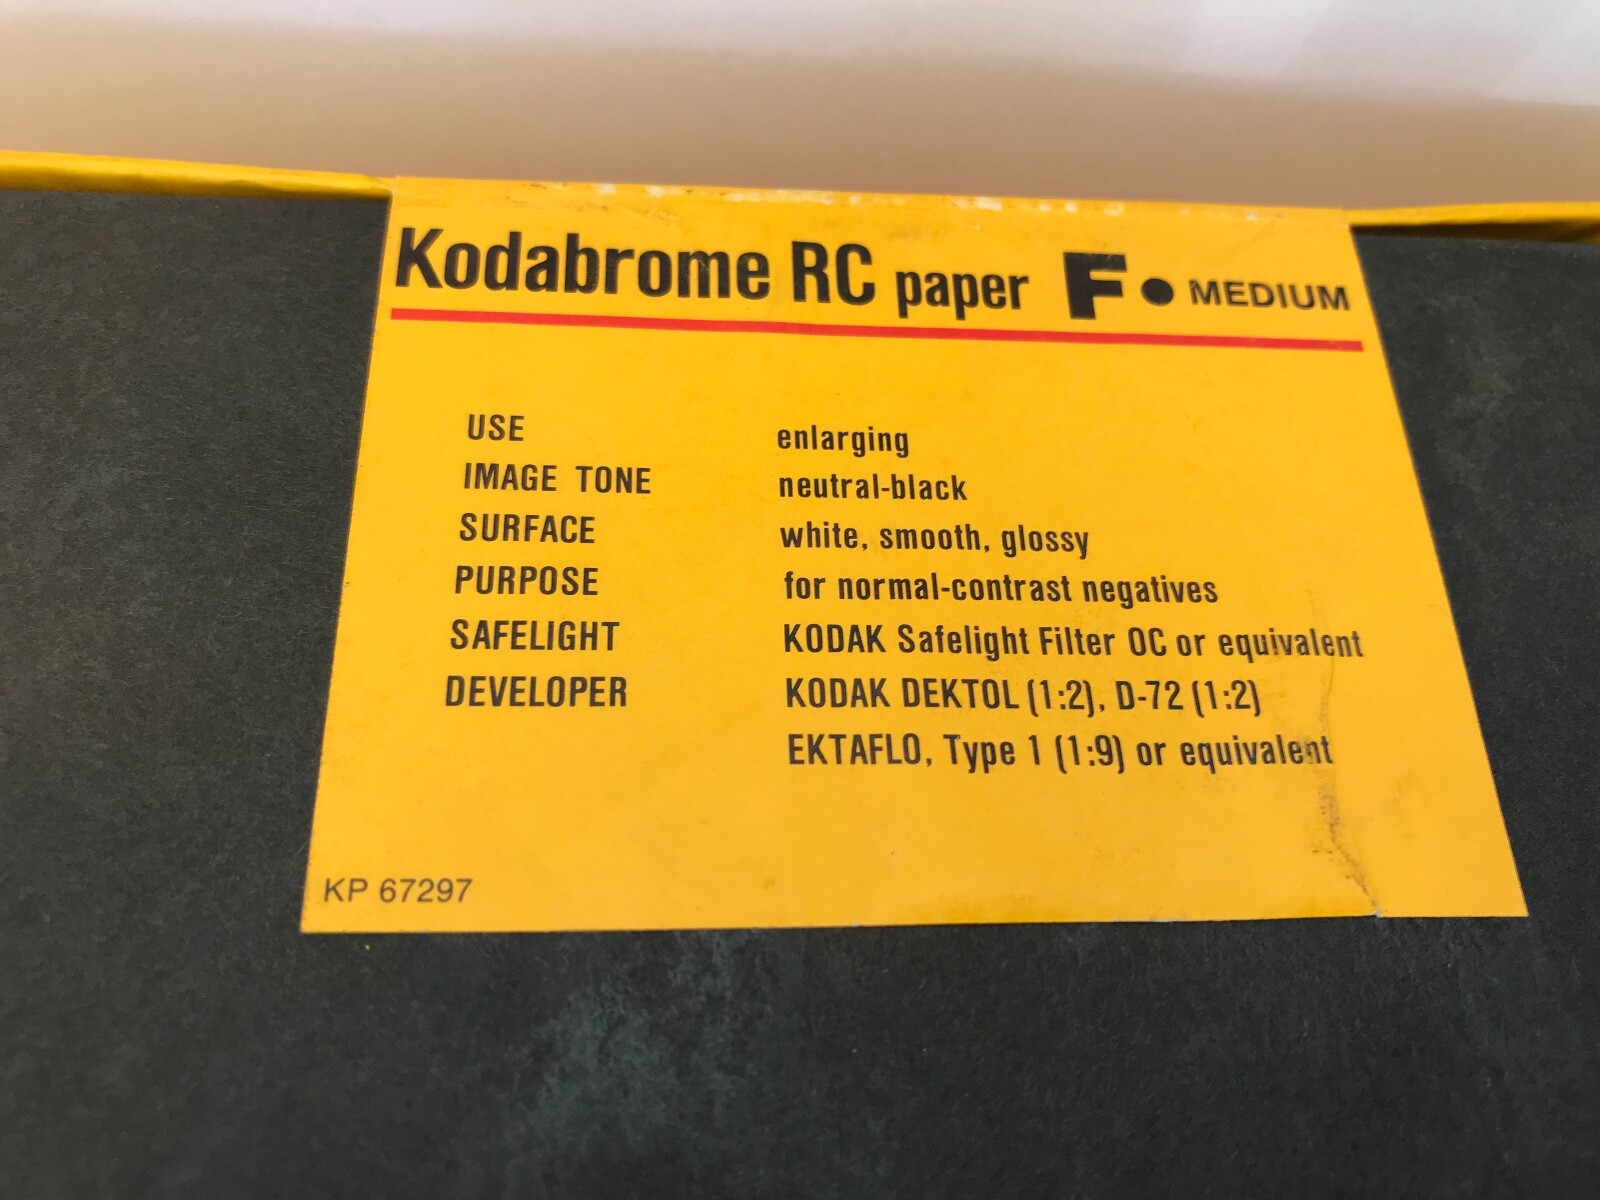 Kodabrome RC paper F • MEDIUM
USE enlarging
IMAGE TONE neutral-black
SURFACE white, smooth, glossy
PURPOSE for normal-contrast negatives
SAFELIGHT KODAK Safelight Filter OC or equivalent
DEVELOPER KODAK DEKTOL (1:2), D-72 (1:2)
EKTAFLO, Type 1 (1:9) or equivalent
KP 67297